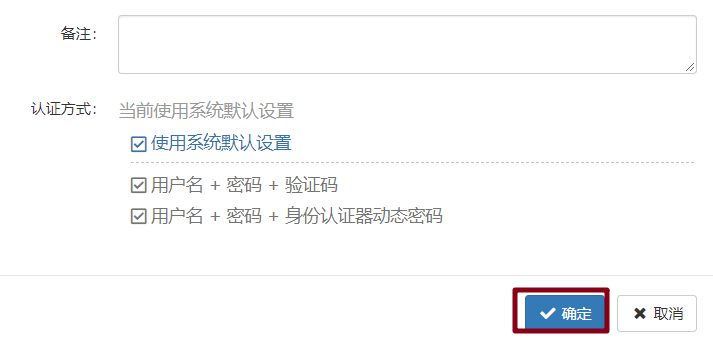 备注：
认证方式： 当前使用系统默认设置
使用系统默认设置
用户名 + 密码 + 验证码
用户名 + 密码 + 身份认证器动态密码
确定 取消